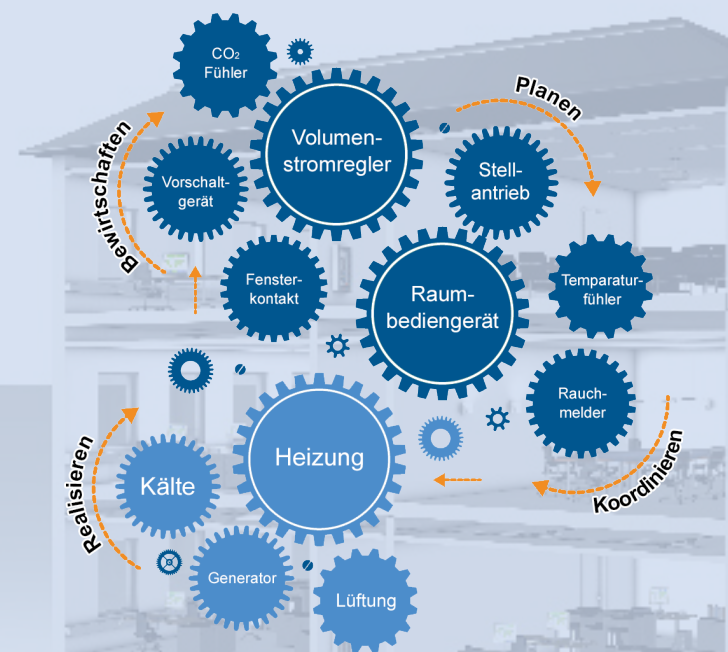 CO₂
Fühler
Planen
Volumen-
stromregler
Bewirtschaften
Vorschalt-
gerät
Stell-
antrieb
Fenster-
kontakt
Raum-
bediengerät
Temperatur-
fühler
Rauch-
melder
Koordinieren
Realisieren
Heizung
Kälte
Generator
Lüftung